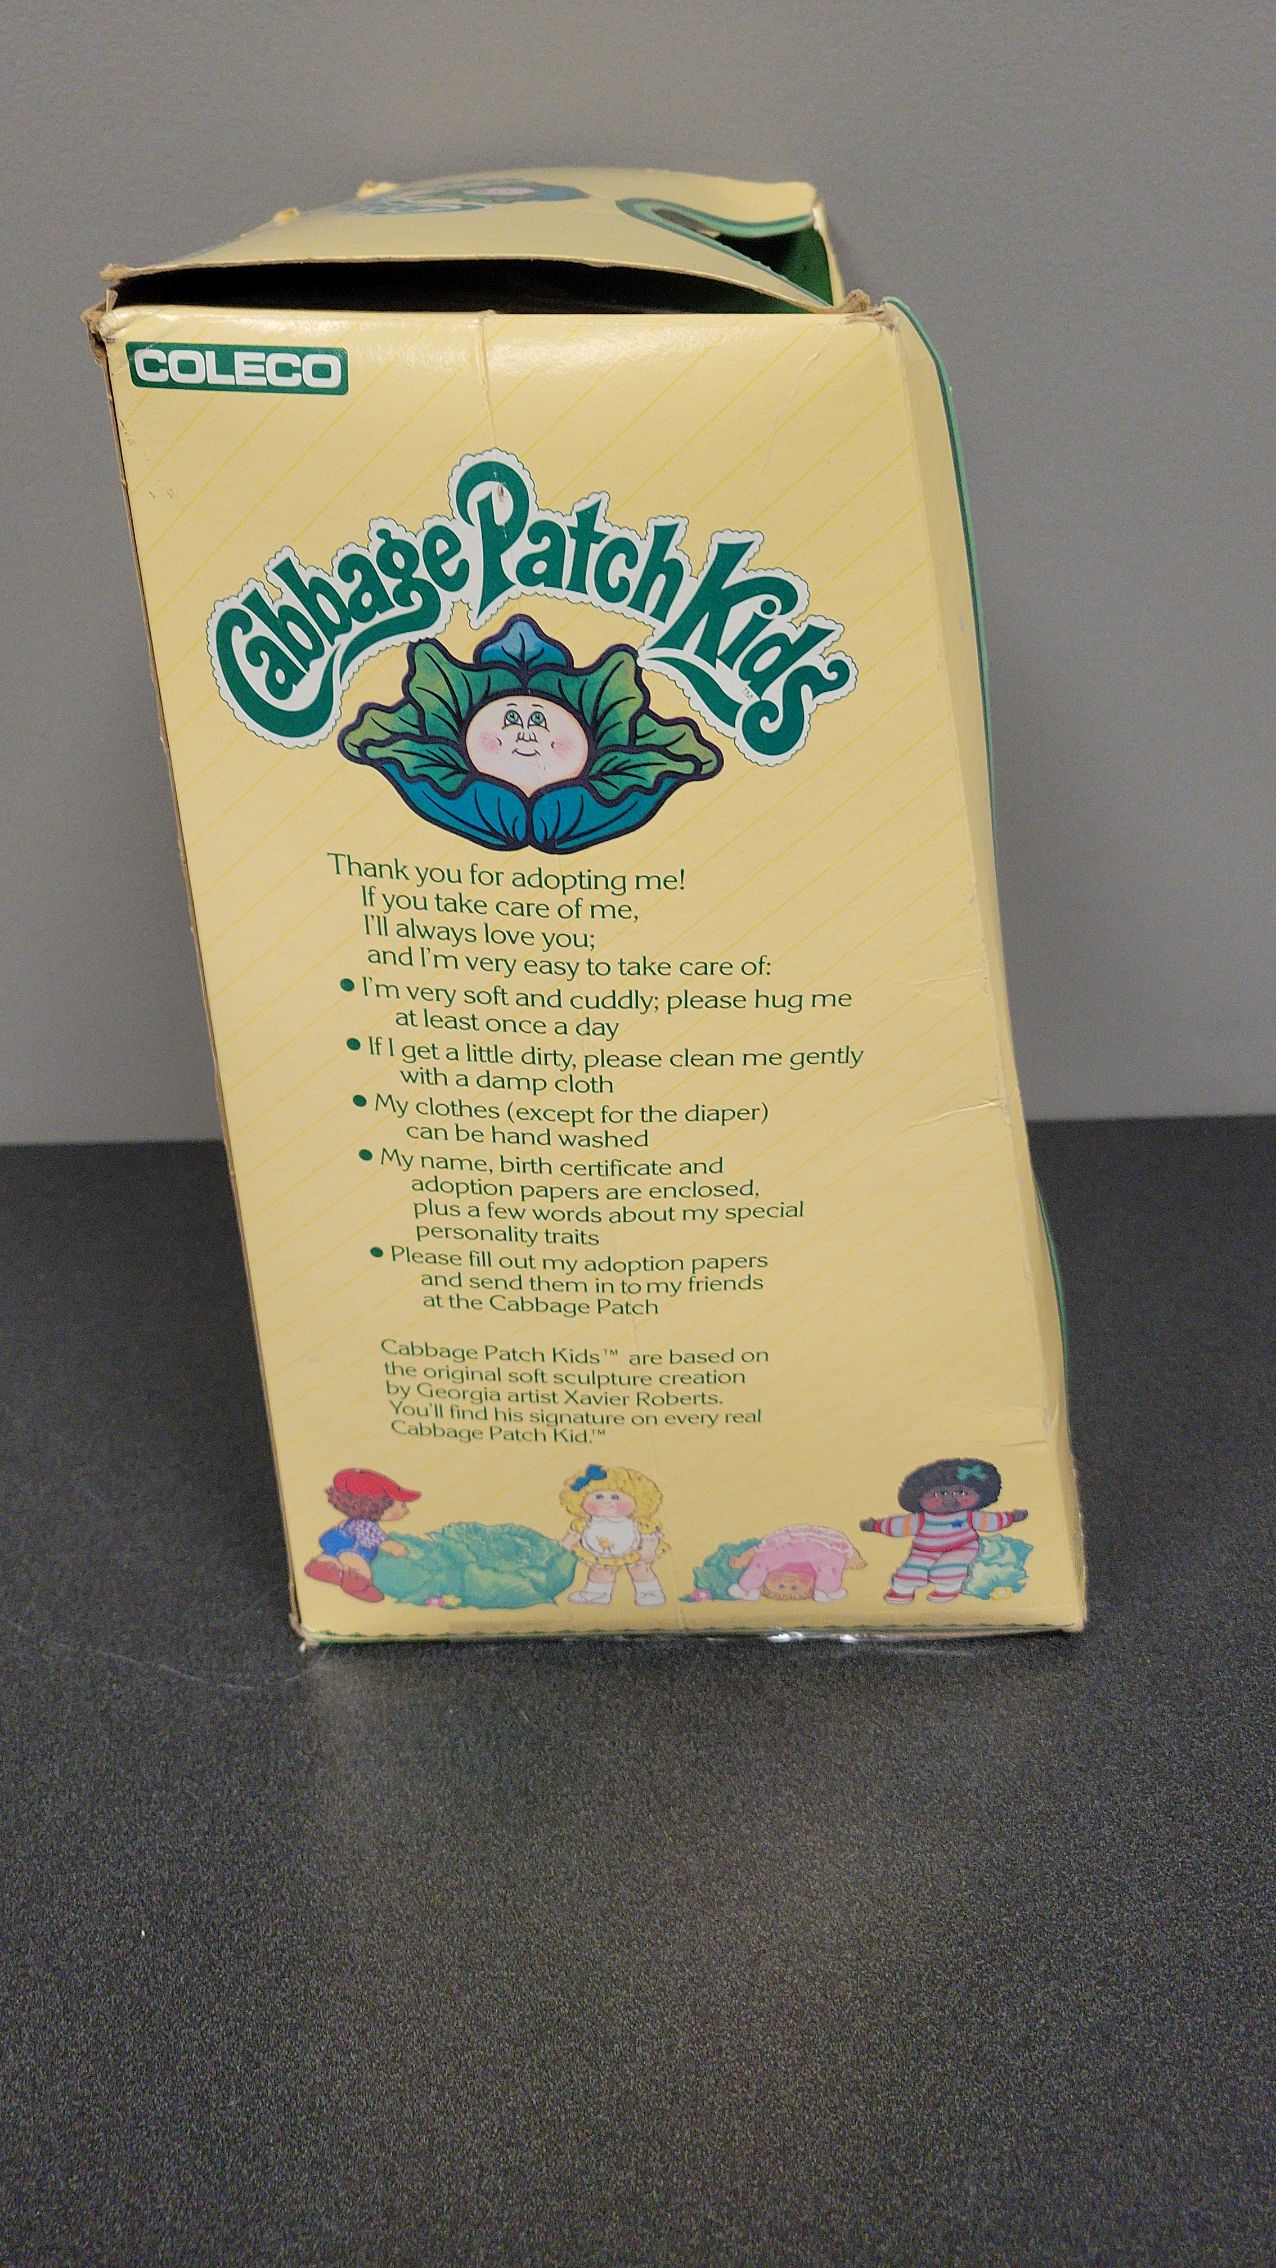 COLECO
Cabbage Patch Kids™
Thank you for adopting me!
If you take care of me,
I'll always love you;
and I'm very easy to take care of:
• I'm very soft and cuddly; please hug me
at least once a day
• If I get a little dirty, please clean me gently
with a damp cloth
• My clothes (except for the diaper)
can be hand washed
• My name, birth certificate and
adoption papers are enclosed,
plus a few words about my special
personality traits
• Please fill out my adoption papers
and send them in to my friends
at the Cabbage Patch
Cabbage Patch Kids™ are based on
the original soft sculpture creation
by Georgia artist Xavier Roberts.
You'll find his signature on every real
Cabbage Patch Kid.™